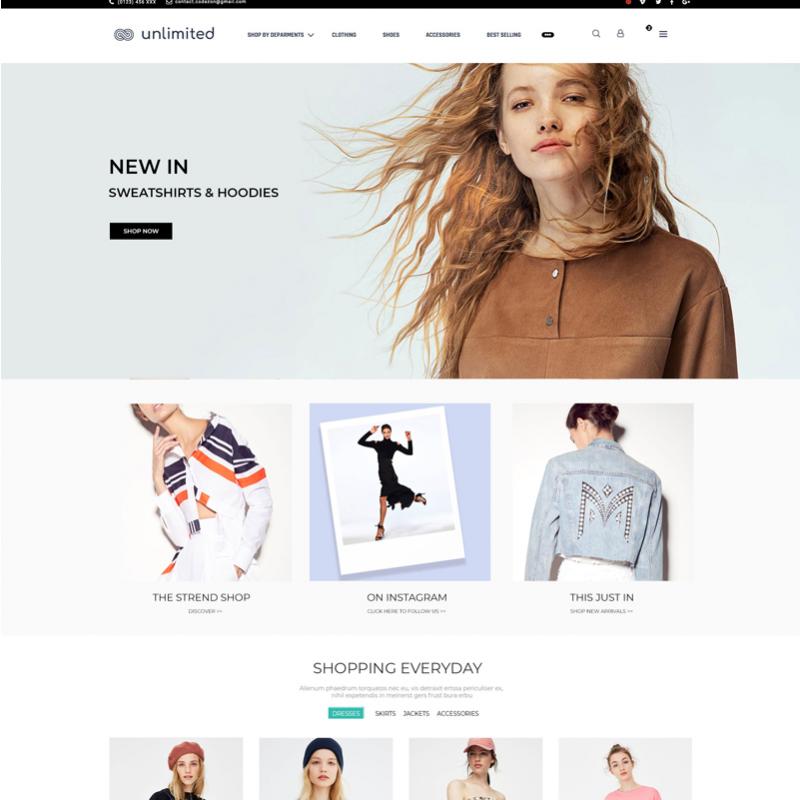 (0123) 456 XXX contact.codazon@gmail.com
unlimited
SHOP BY DEPARMENTS CLOTHING SHOES ACCESSORIES BEST SELLING
NEW IN
SWEATSHIRTS & HOODIES
SHOP NOW
M
THE STREND SHOP ON INSTAGRAM THIS JUST IN
DISCOVER >> CLICK HERE TO FOLLOW US >> SHOP NEW ARRIVALS >>
SHOPPING EVERYDAY
Alienum phaedrum torquatos nec eu, vis detraxit ertssa periculiser ex,
nihil expetendis in meinerst gers frust bura erbu
DRESSES SKIRTS JACKETS ACCESSORIES